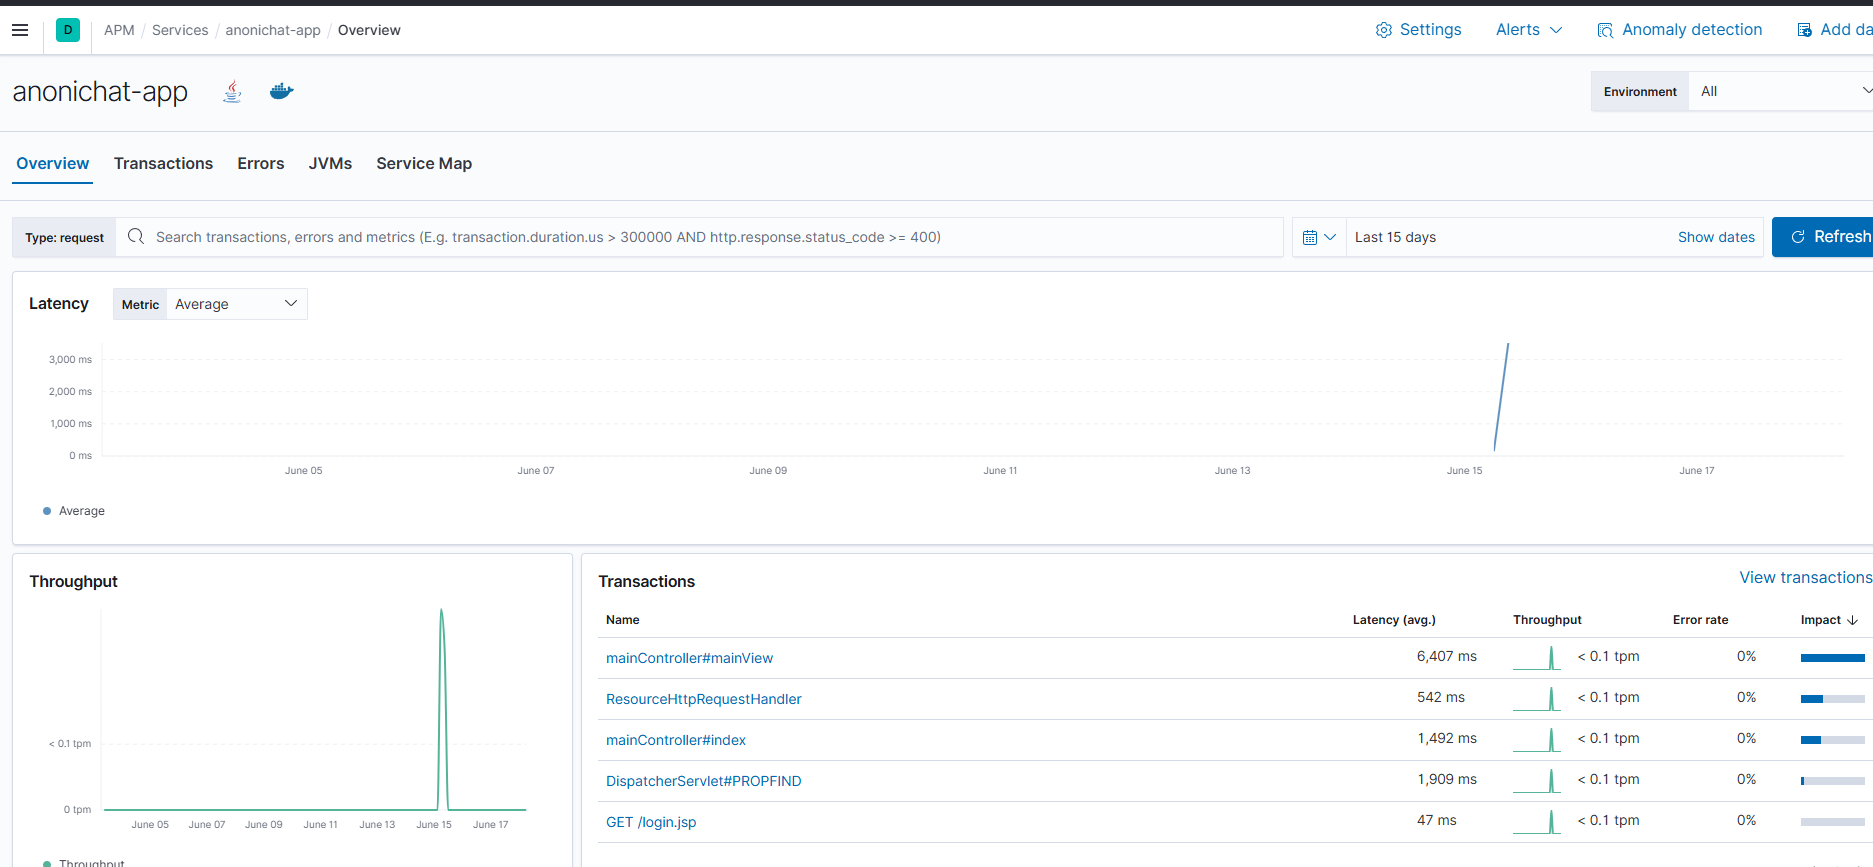 D APM / Services / anonichat-app / Overview Settings Alerts Anomaly detection Add da
anonichat-app Environment All
Overview Transactions Errors JVMs Service Map
Type: request Search transactions, errors and metrics (E.g. transaction.duration.us > 300000 AND http.response.status_code >= 400) Last 15 days Show dates Refresh
Latency Metric Average
3,000 ms
2,000 ms
1,000 ms
0 ms
June 05 June 07 June 09 June 11 June 13 June 15 June 17
Average
Throughput
< 0.1 tpm
0 tpm
June 05 June 07 June 09 June 11 June 13 June 15 June 17
Throughput
Transactions View transactions
Name Latency (avg.) Throughput Error rate Impact
mainController#mainView 6,407 ms < 0.1 tpm 0%
ResourceHttpRequestHandler 542 ms < 0.1 tpm 0%
mainController#index 1,492 ms < 0.1 tpm 0%
DispatcherServlet#PROPFIND 1,909 ms < 0.1 tpm 0%
GET /login.jsp 47 ms < 0.1 tpm 0%